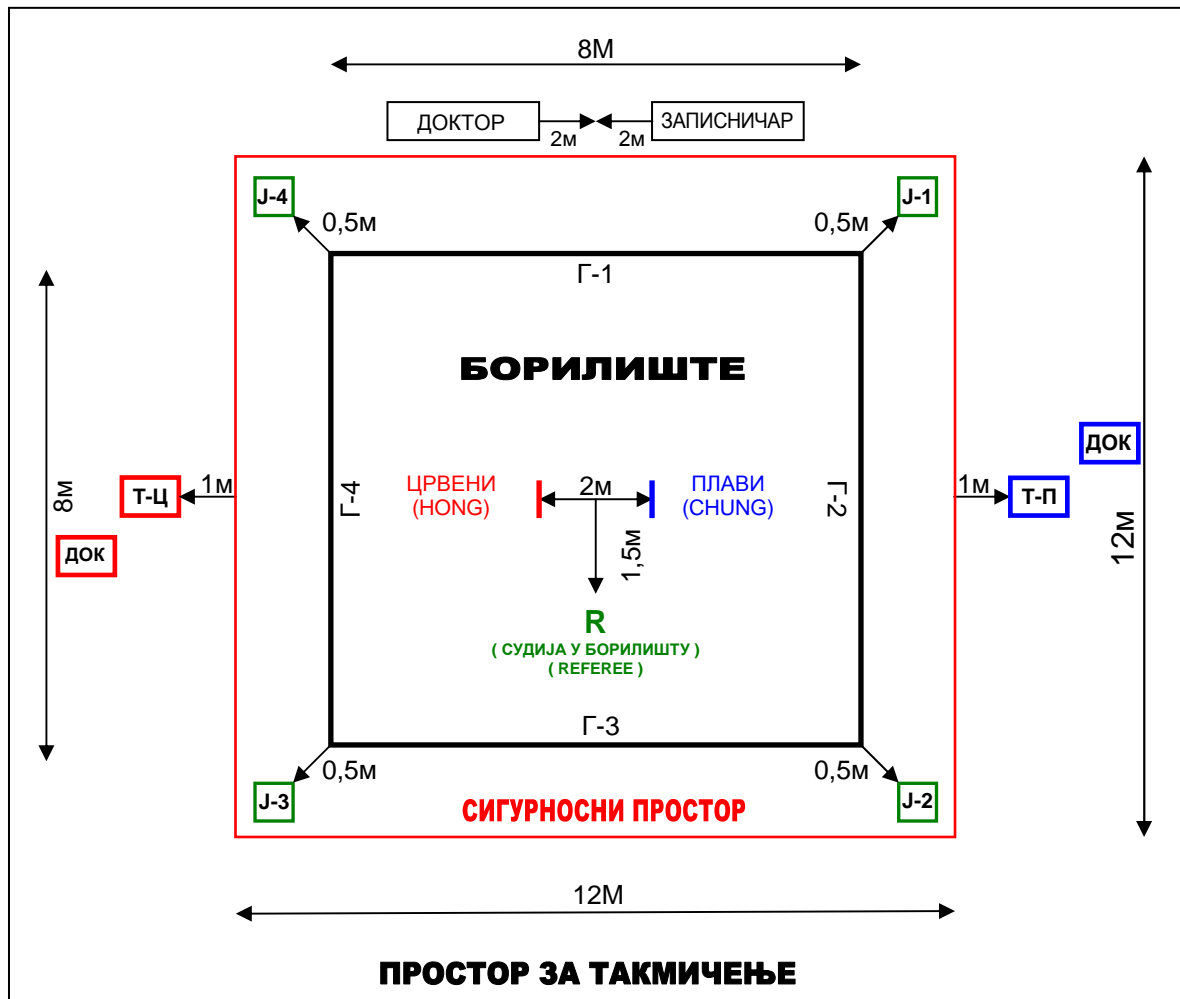 8М
ДОКТОР
ЗАПИСНИЧАР
2м
2м
J-4
J-1
0,5м
0,5м
Г-1
БОРИЛИШТЕ
ДОК
Т-Ц
1м
ЦРВЕНИ
(HONG)
2м
ПЛАВИ
(CHUNG)
1м
Т-П
8м
Г-4
Г-2
12м
ДОК
1,5м
R
( СУДИЈА У БОРИЛИШТУ )
( REFEREE )
Г-3
0,5м
0,5м
J-3
J-2
СИГУРНОСНИ ПРОСТОР
12М
ПРОСТОР ЗА ТАКМИЧЕЊЕ